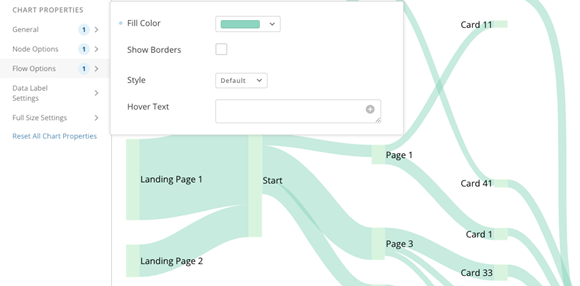 CHART PROPERTIES
General 1
Node Options 1
Flow Options 1
Data Label
Settings
Full Size Settings
Reset All Chart Properties
Fill Color
Show Borders
Style Default
Hover Text
Card 11
Page 1
Landing Page 1
Start
Card 41
Card 1
Page 3
Landing Page 2
Card 33